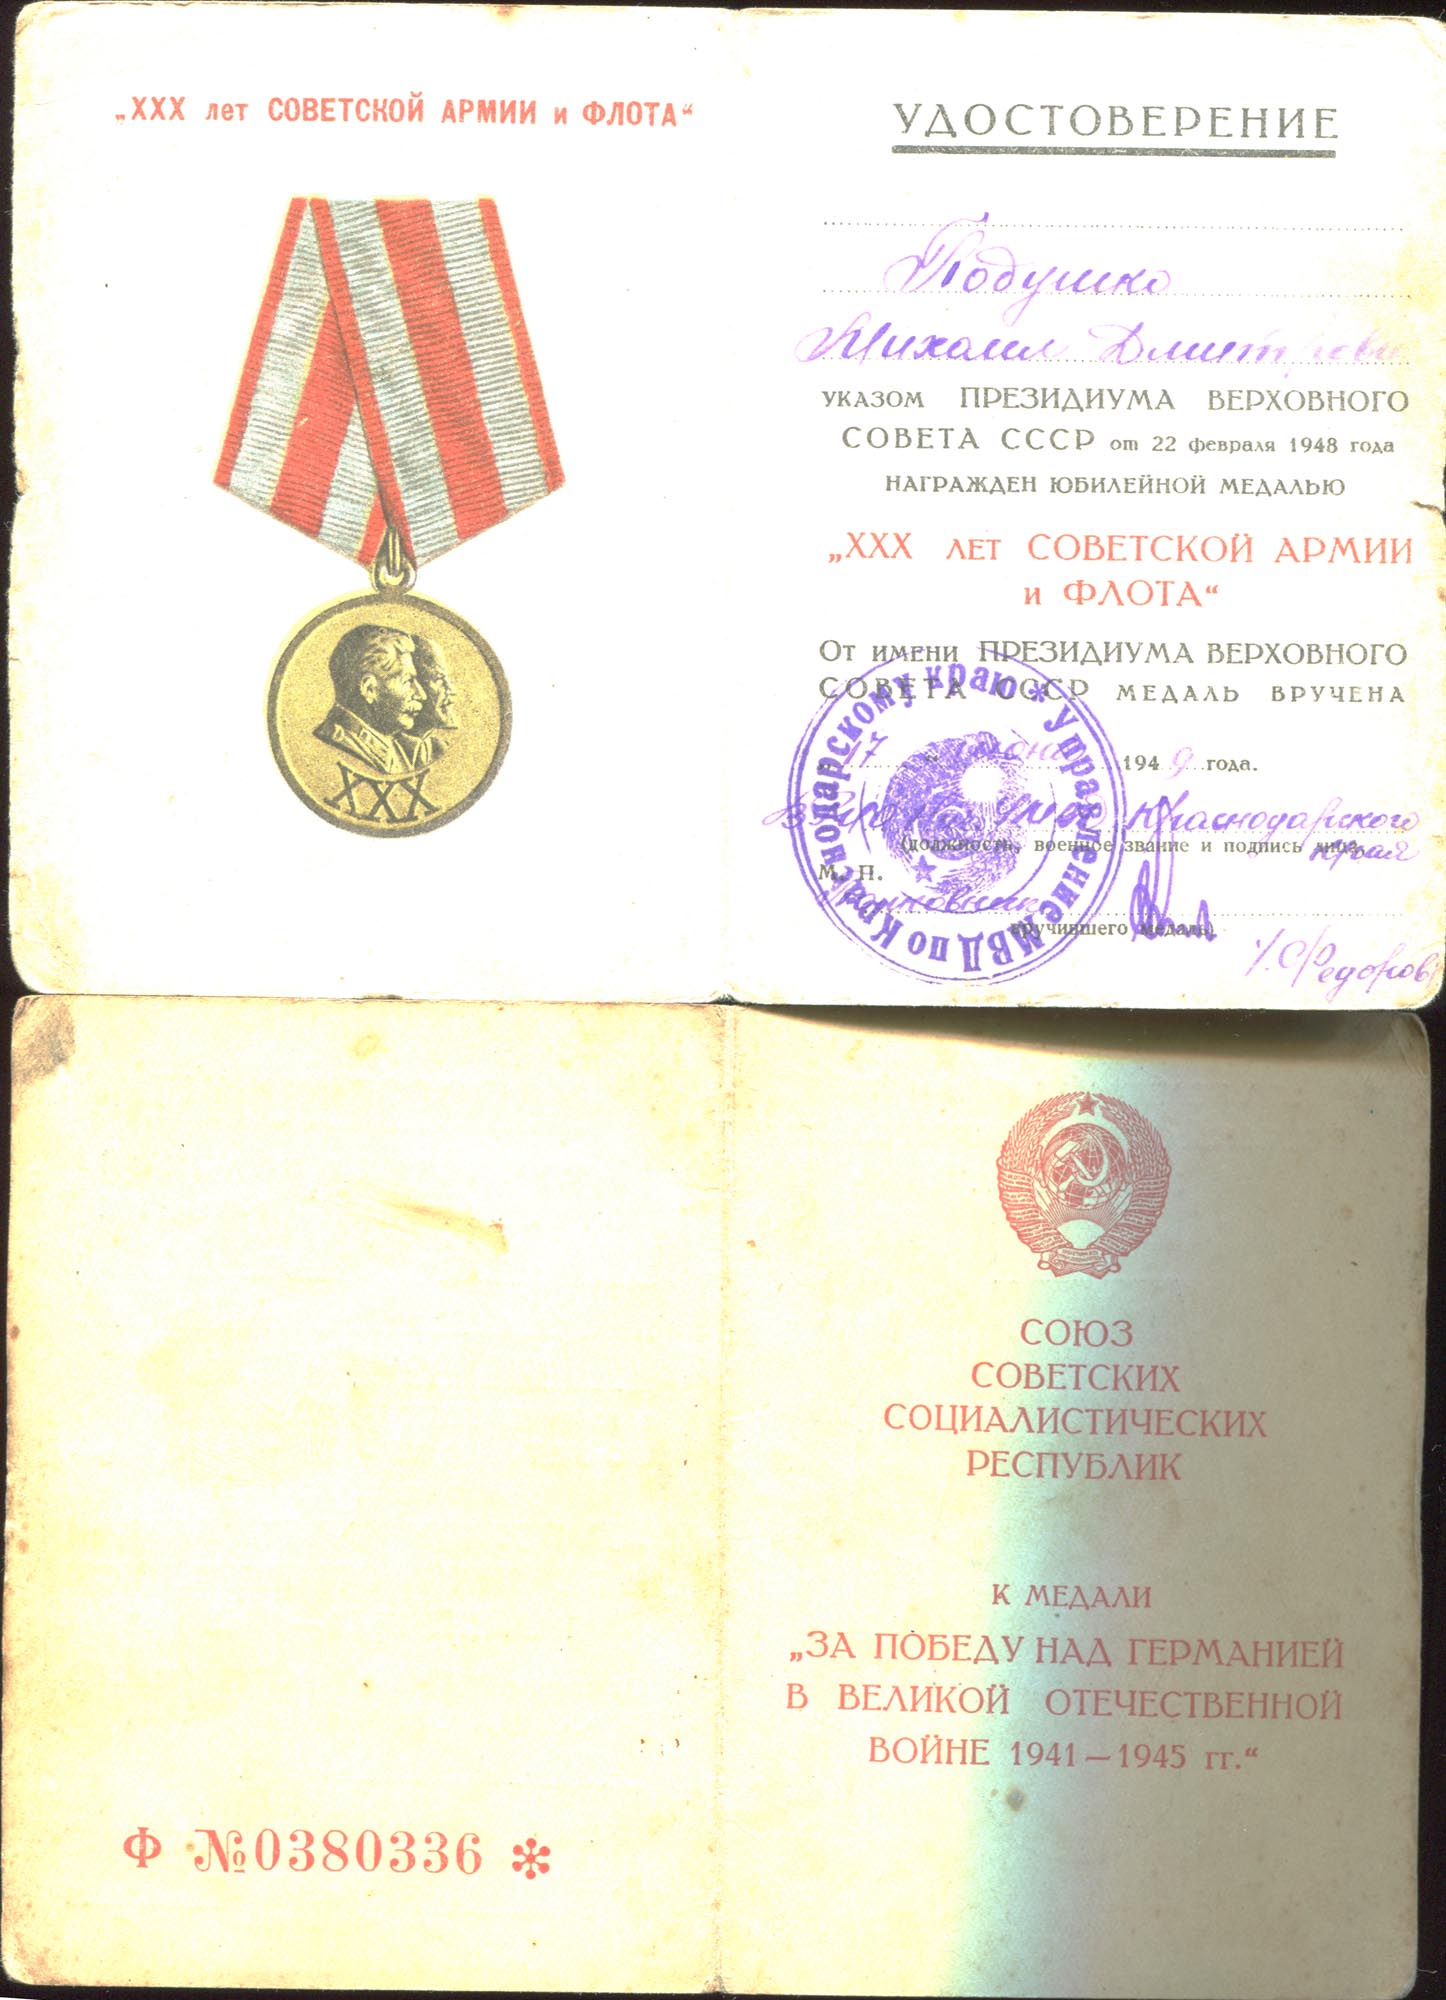 „XXX лет СОВЕТСКОЙ АРМИИ и ФЛОТА“
XXX
УДОСТОВЕРЕНИЕ
Подушко
Михаил Дмитриевич
УКАЗОМ ПРЕЗИДИУМА ВЕРХОВНОГО
СОВЕТА СССР от 22 февраля 1948 года
НАГРАЖДЕН ЮБИЛЕЙНОЙ МЕДАЛЬЮ
„XXX ЛЕТ СОВЕТСКОЙ АРМИИ
и ФЛОТА“
От имени ПРЕЗИДИУМА ВЕРХОВНОГО
СОВЕТА СССР МЕДАЛЬ ВРУЧЕНА
1949 года.
Краснодарского
края
(должность, военное звание и подпись лица,
М. П.
вручившего медаль)
Федоров
Управление МВД по Краснодарскому краю *
СОЮЗ
СОВЕТСКИХ
СОЦИАЛИСТИЧЕСКИХ
РЕСПУБЛИК
К МЕДАЛИ
„ЗА ПОБЕДУ НАД ГЕРМАНИЕЙ
В ВЕЛИКОЙ ОТЕЧЕСТВЕННОЙ
ВОЙНЕ 1941—1945 гг.“
Ф №0380336 *